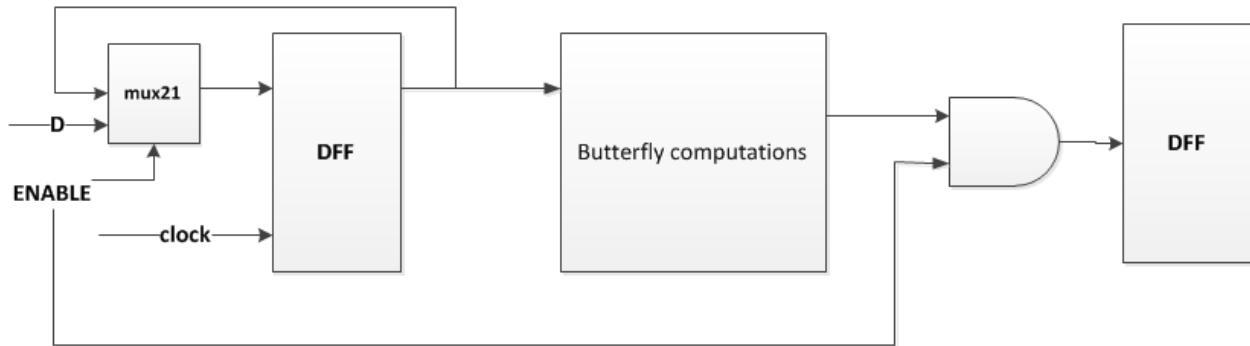 mux21
D
ENABLE
clock
DFF
Butterfly computations
DFF